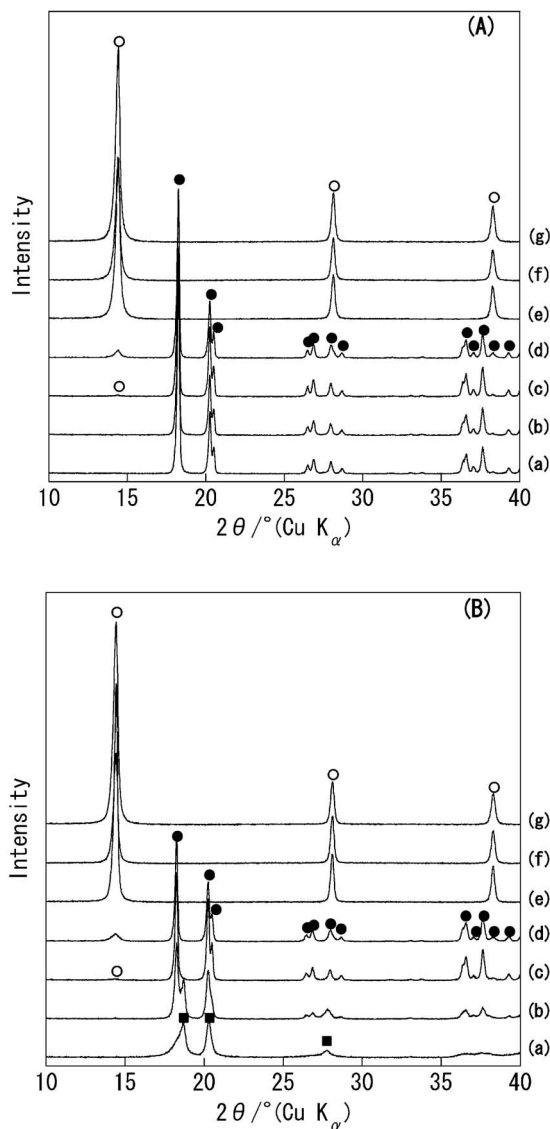 (A)
Intensity
(g)
(f)
(e)
(d)
(c)
(b)
(a)
10 15 20 25 30 35 40
2θ/°(Cu Kα)
(B)
Intensity
(g)
(f)
(e)
(d)
(c)
(b)
(a)
10 15 20 25 30 35 40
2θ/°(Cu Kα)